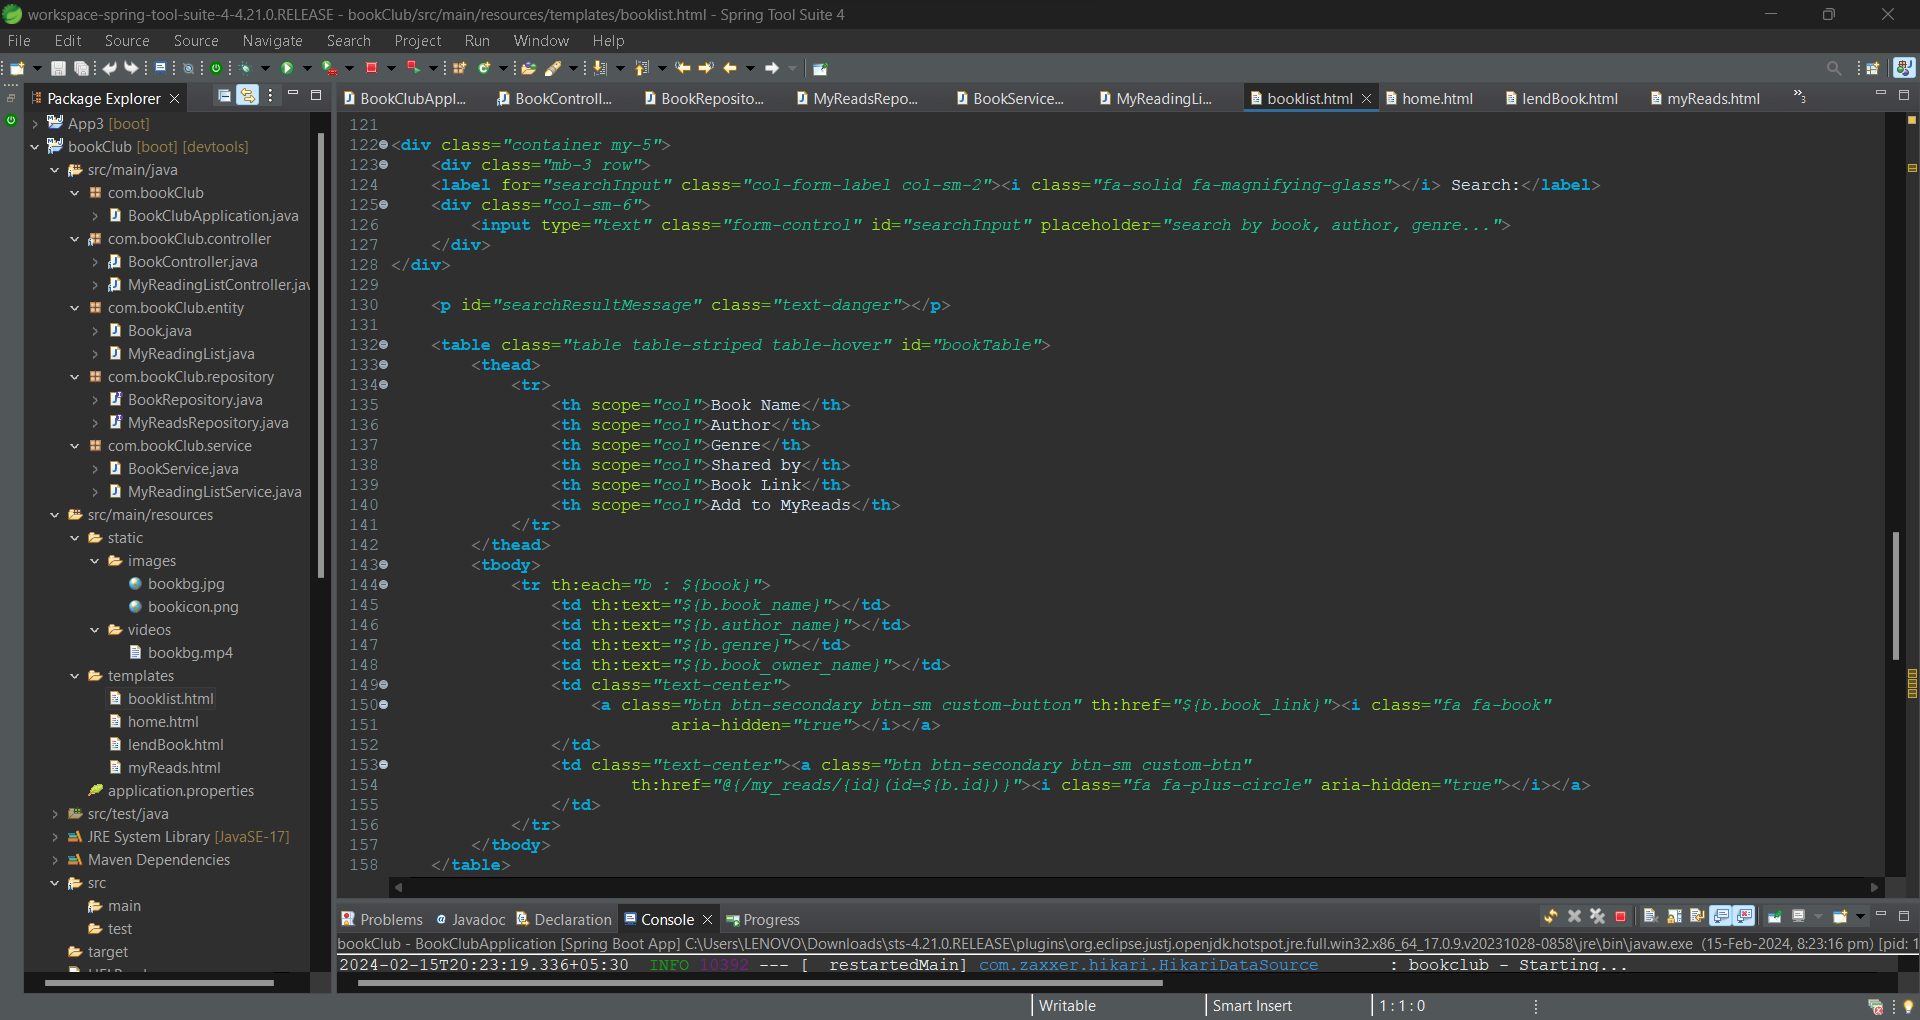 workspace-spring-tool-suite-4-4.21.0.RELEASE - bookClub/src/main/resources/templates/booklist.html - Spring Tool Suite 4
File Edit Source Source Navigate Search Project Run Window Help
Package Explorer
App3 [boot]
bookClub [boot] [devtools]
src/main/java
com.bookClub
BookClubApplication.java
com.bookClub.controller
BookController.java
MyReadingListController.jav
com.bookClub.entity
Book.java
MyReadingList.java
com.bookClub.repository
BookRepository.java
MyReadsRepository.java
com.bookClub.service
BookService.java
MyReadingListService.java
src/main/resources
static
images
bookbg.jpg
bookicon.png
videos
bookbg.mp4
templates
booklist.html
home.html
lendBook.html
myReads.html
application.properties
src/test/java
JRE System Library [JavaSE-17]
Maven Dependencies
src
main
test
target
BookClubAppl... BookControll... BookReposito... MyReadsRepo... BookService... MyReadingLi... booklist.html home.html lendBook.html myReads.html »3
121
122 <div class="container my-5">
123     <div class="mb-3 row">
124     <label for="searchInput" class="col-form-label col-sm-2"><i class="fa-solid fa-magnifying-glass"></i> Search:</label>
125     <div class="col-sm-6">
126         <input type="text" class="form-control" id="searchInput" placeholder="search by book, author, genre...">
127     </div>
128 </div>
129
130     <p id="searchResultMessage" class="text-danger"></p>
131
132     <table class="table table-striped table-hover" id="bookTable">
133         <thead>
134             <tr>
135                 <th scope="col">Book Name</th>
136                 <th scope="col">Author</th>
137                 <th scope="col">Genre</th>
138                 <th scope="col">Shared by</th>
139                 <th scope="col">Book Link</th>
140                 <th scope="col">Add to MyReads</th>
141             </tr>
142         </thead>
143         <tbody>
144             <tr th:each="b : ${book}">
145                 <td th:text="${b.book_name}"></td>
146                 <td th:text="${b.author_name}"></td>
147                 <td th:text="${b.genre}"></td>
148                 <td th:text="${b.book_owner_name}"></td>
149                 <td class="text-center">
150                     <a class="btn btn-secondary btn-sm custom-button" th:href="${b.book_link}"><i class="fa fa-book"
151                             aria-hidden="true"></i></a>
152                 </td>
153                 <td class="text-center"><a class="btn btn-secondary btn-sm custom-btn"
154                         th:href="@{/my_reads/{id}(id=${b.id})}"><i class="fa fa-plus-circle" aria-hidden="true"></i></a>
155                 </td>
156             </tr>
157         </tbody>
158     </table>
Problems Javadoc Declaration Console Progress
bookClub - BookClubApplication [Spring Boot App] C:\Users\LENOVO\Downloads\sts-4.21.0.RELEASE\plugins\org.eclipse.justj.openjdk.hotspot.jre.full.win32.x86_64_17.0.9.v20231028-0858\jre\bin\javaw.exe (15-Feb-2024, 8:23:16 pm) [pid: 1
2024-02-15T20:23:19.336+05:30 INFO 10392 --- [ restartedMain] com.zaxxer.hikari.HikariDataSource : bookclub - Starting...
Writable Smart Insert 1:1:0